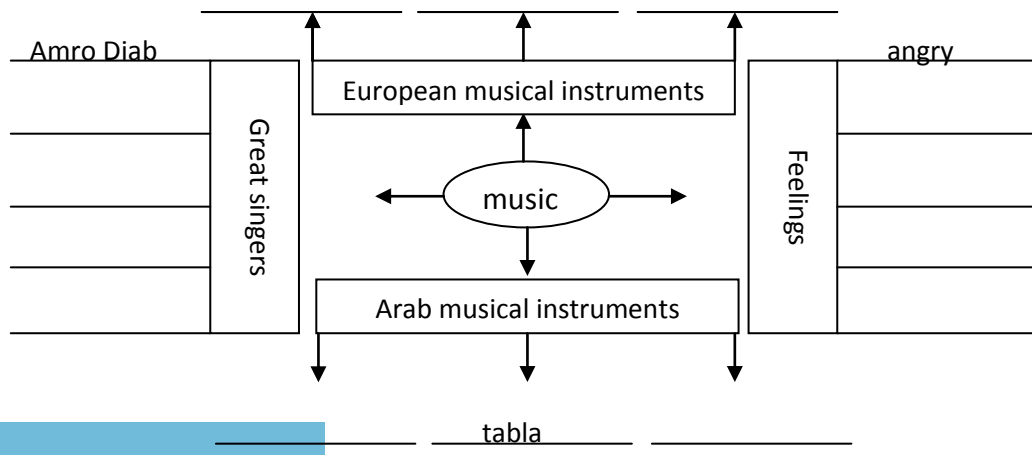 Amro Diab
angry
European musical instruments
Great singers
music
Feelings
Arab musical instruments
tabla